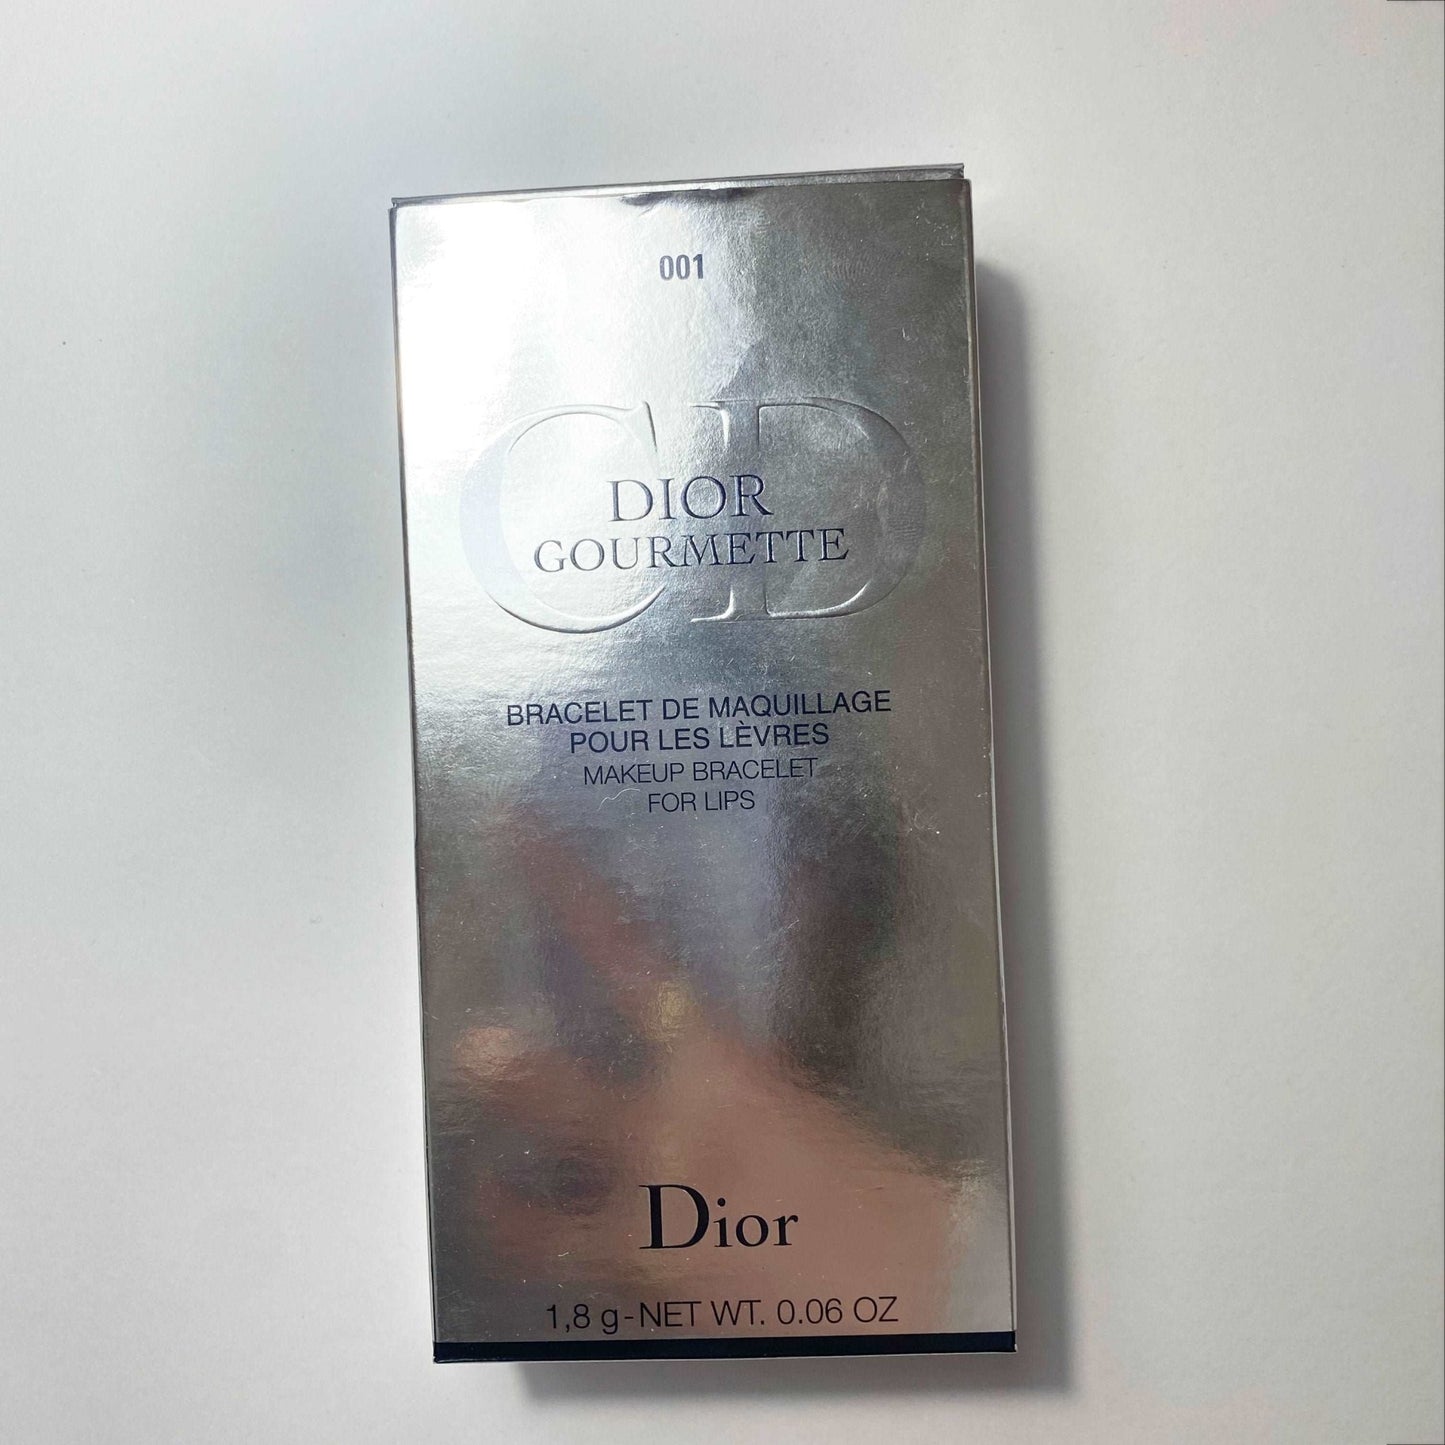 001
CD
DIOR
GOURMETTE
BRACELET DE MAQUILLAGE
POUR LES LÈVRES
MAKEUP BRACELET
FOR LIPS
Dior
1,8 g-NET WT. 0.06 OZ